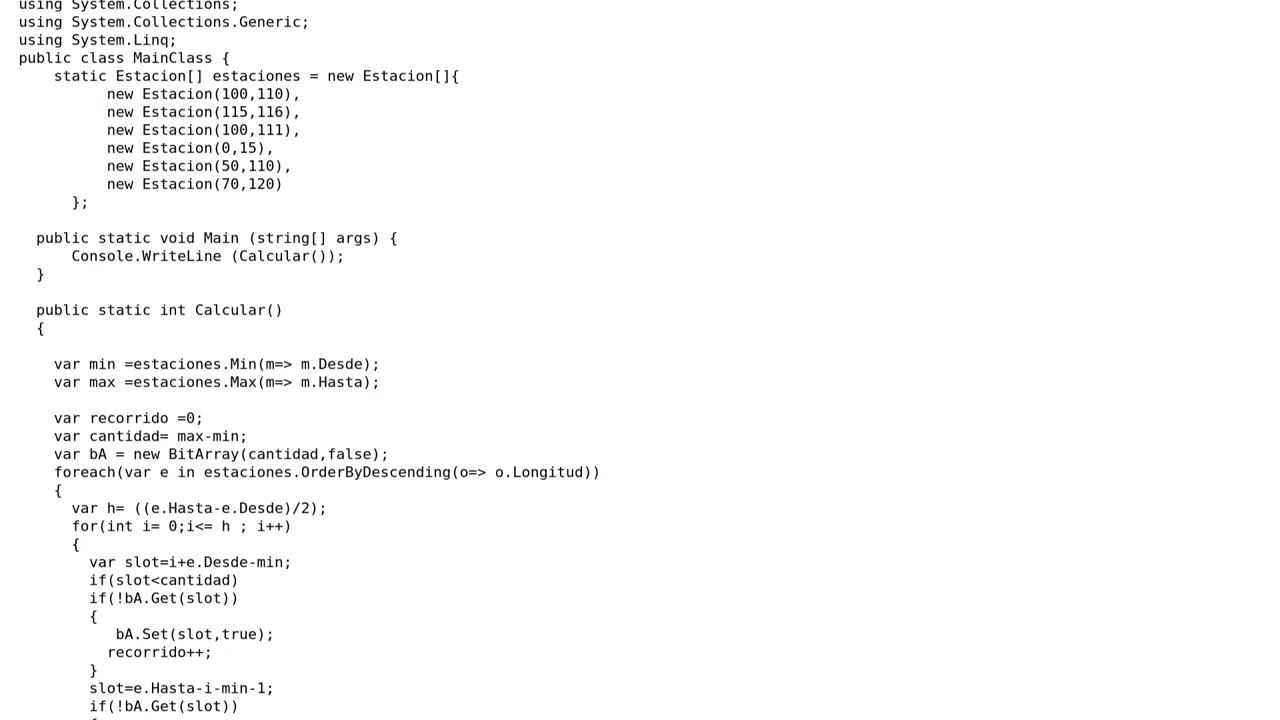 using System.Collections;
using System.Collections.Generic;
using System.Linq;
public class MainClass {
    static Estacion[] estaciones = new Estacion[]{
          new Estacion(100,110),
          new Estacion(115,116),
          new Estacion(100,111),
          new Estacion(0,15),
          new Estacion(50,110),
          new Estacion(70,120)
      };
  public static void Main (string[] args) {
      Console.WriteLine (Calcular());
  }
  public static int Calcular()
  {
    var min =estaciones.Min(m=> m.Desde);
    var max =estaciones.Max(m=> m.Hasta);
    var recorrido =0;
    var cantidad= max-min;
    var bA = new BitArray(cantidad,false);
    foreach(var e in estaciones.OrderByDescending(o=> o.Longitud))
    {
      var h= ((e.Hasta-e.Desde)/2);
      for(int i= 0;i<= h ; i++)
      {
        var slot=i+e.Desde-min;
        if(slot<cantidad)
        if(!bA.Get(slot))
        {
           bA.Set(slot,true);
          recorrido++;
        }
        slot=e.Hasta-i-min-1;
        if(!bA.Get(slot))
        {